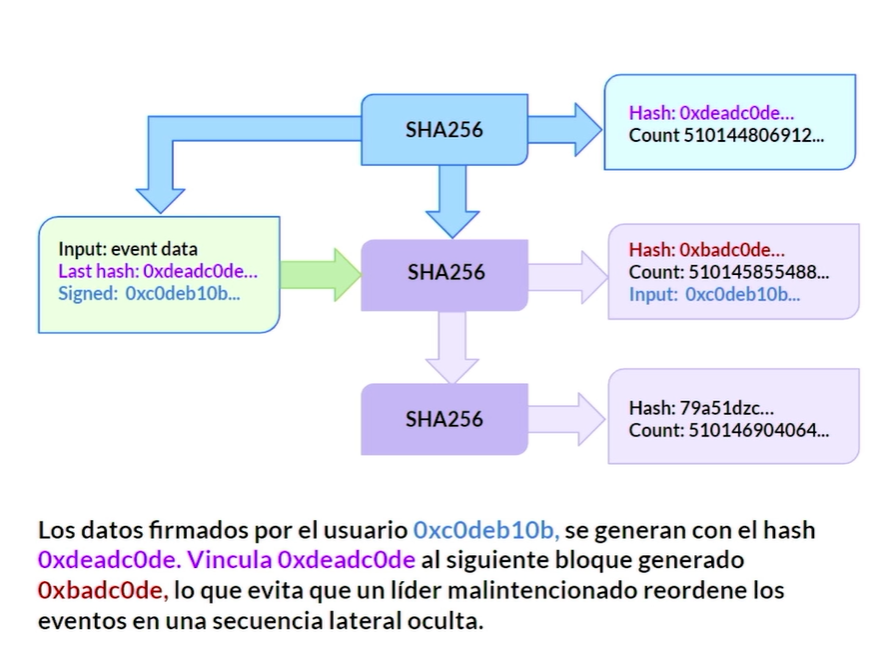 SHA256
Hash: 0xdeadc0de...
Count 510144806912...
Input: event data
Last hash: 0xdeadc0de...
Signed: 0xc0deb10b...
SHA256
Hash: 0xbadc0de...
Count: 510145855488...
Input: 0xc0deb10b...
SHA256
Hash: 79a51dzc...
Count: 510146904064...
Los datos firmados por el usuario 0xc0deb10b, se generan con el hash
0xdeadc0de. Vincula 0xdeadc0de al siguiente bloque generado
0xbadc0de, lo que evita que un líder malintencionado reordene los
eventos en una secuencia lateral oculta.